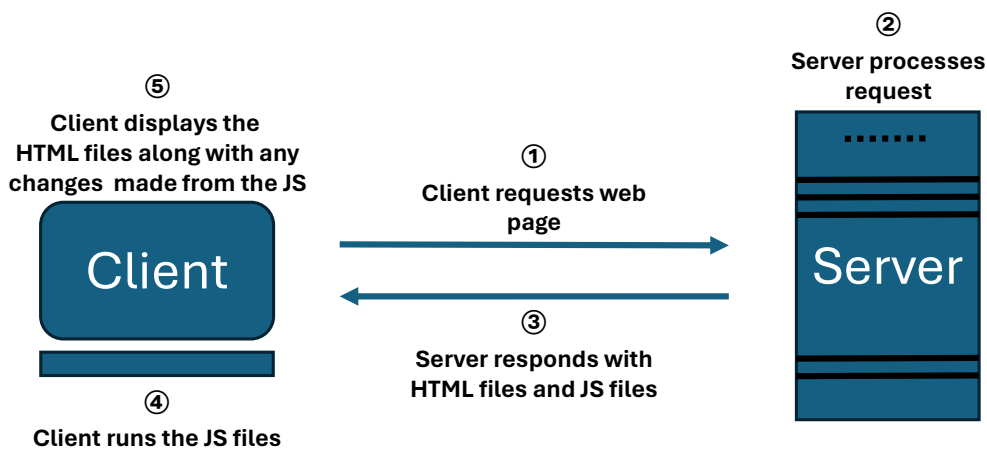 ②
Server processes
request
⑤
Client displays the
HTML files along with any
changes made from the JS
①
Client requests web
page
Client
Server
③
Server responds with
HTML files and JS files
④
Client runs the JS files